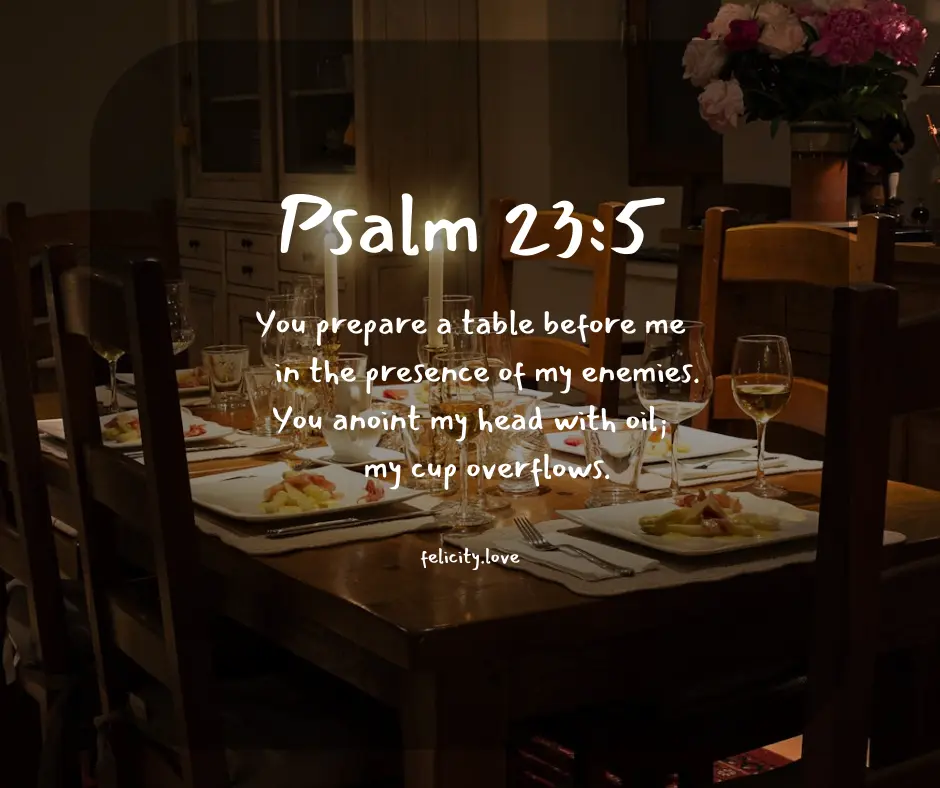 Psalm 23:5
You prepare a table before me
in the presence of my enemies.
You anoint my head with oil;
my cup overflows.
felicity.love